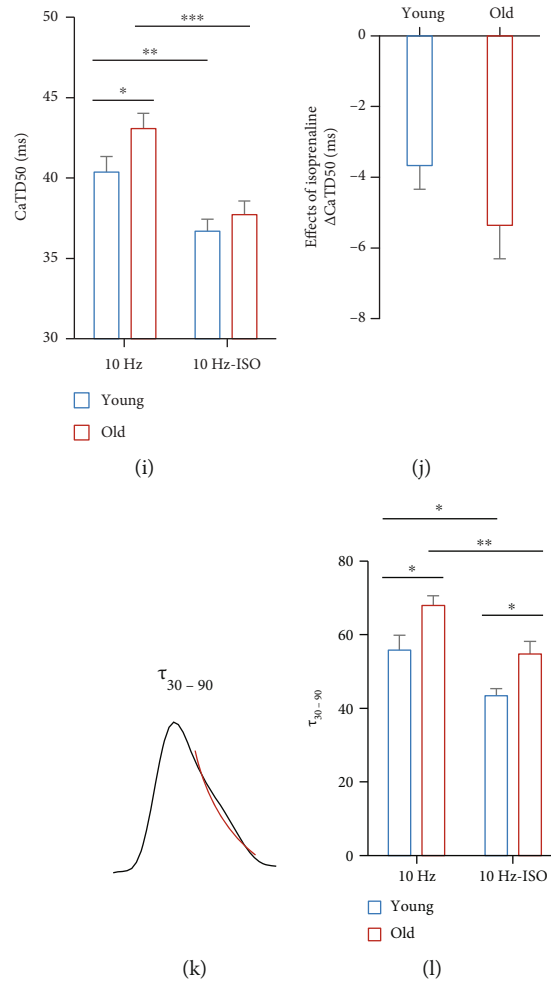 50
45
40
35
30
CaTD50 (ms)
***
**
*
10 Hz
10 Hz-ISO
Young
Old
(i)
Young
Old
0
−2
−4
−6
−8
Effects of isoprenaline
ΔCaTD50 (ms)
(j)
τ30 – 90
(k)
80
60
40
20
0
τ30 – 90
*
**
*
*
10 Hz
10 Hz-ISO
Young
Old
(l)